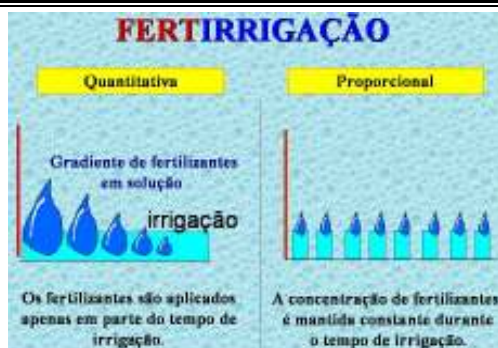 FERTIRRIGAÇÃO
Quantitativa
Gradiente de fertilizantes
em solução
irrigação
Os fertilizantes são aplicados
apenas em parte do tempo de
irrigação.
Proporcional
A concentração de fertilizantes
é mantida constante durante
o tempo de irrigação.